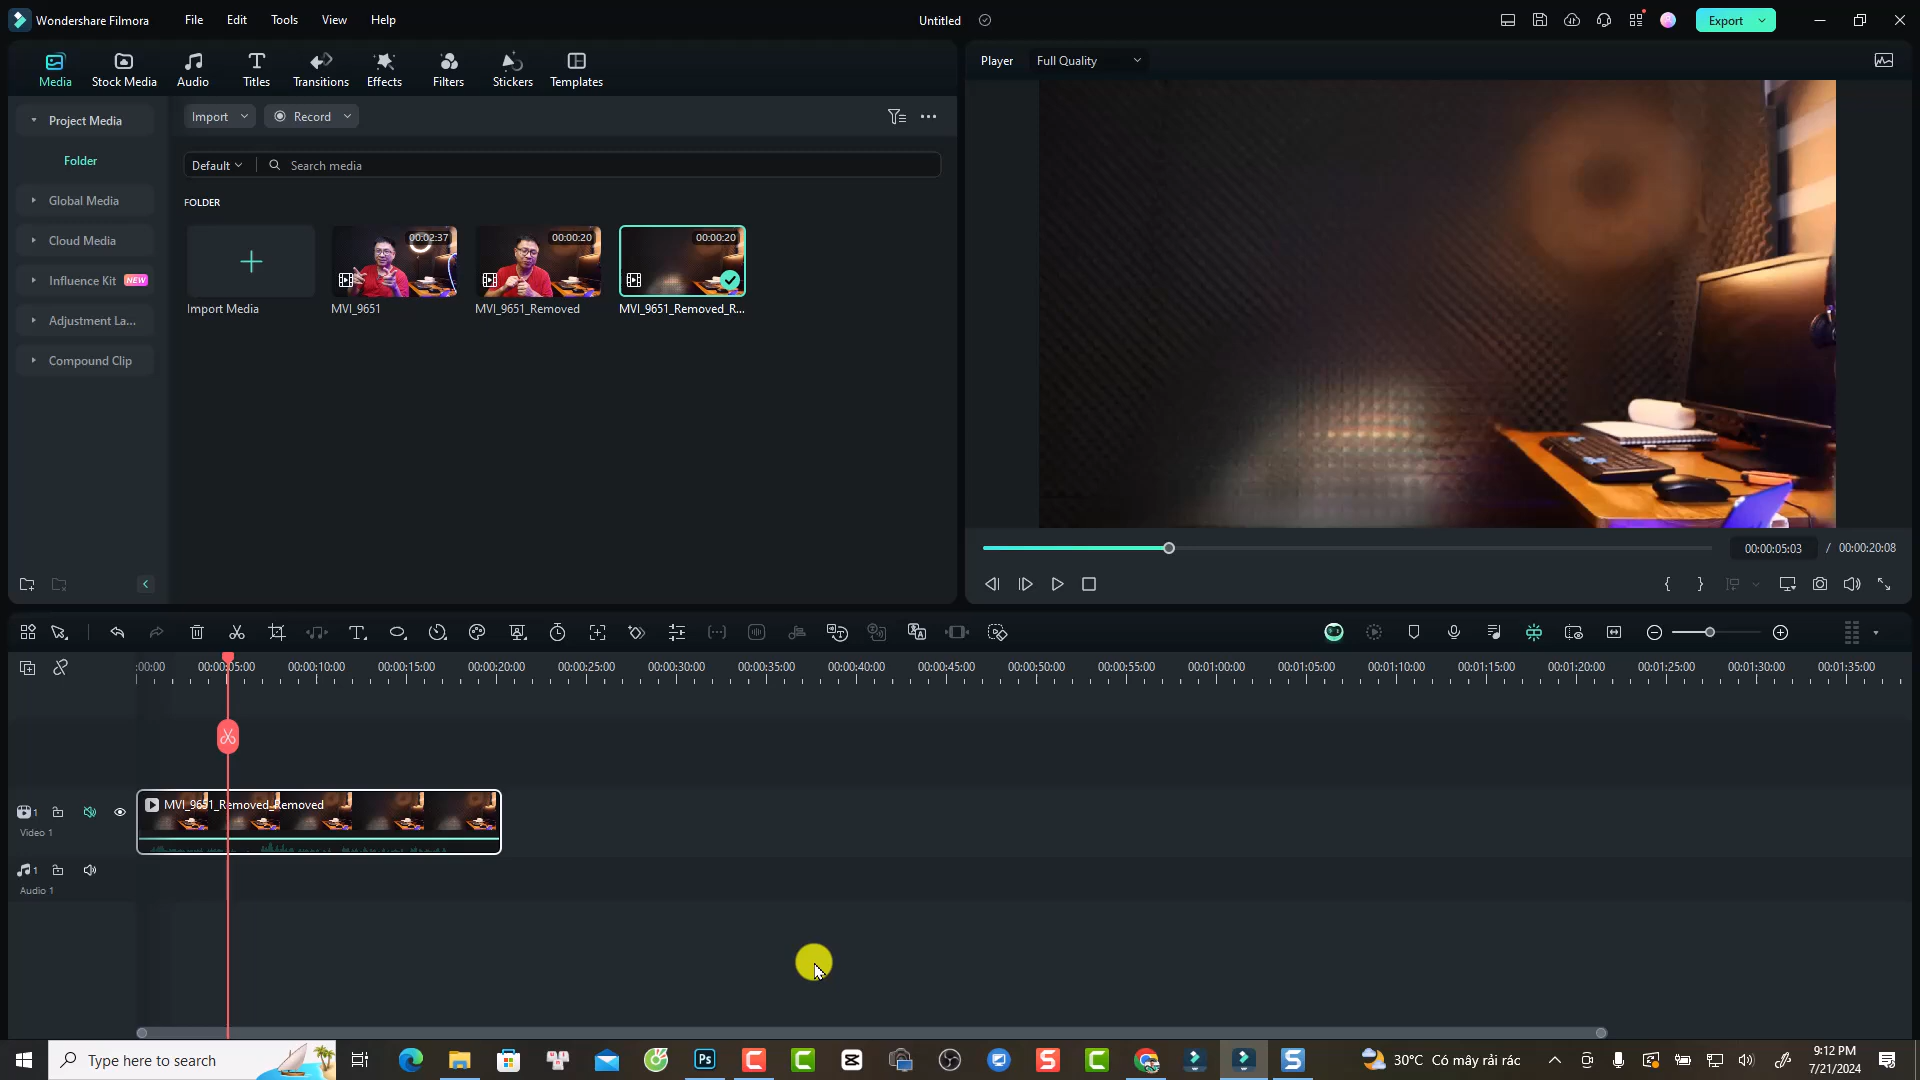 Wondershare Filmora File Edit Tools View Help Untitled Export
Media Stock Media Audio Titles Transitions Effects Filters Stickers Templates
Player Full Quality
Project Media
Folder
Global Media
Cloud Media
Influence Kit NEW
Adjustment La...
Compound Clip
Import Record
Default Search media
FOLDER
00:02:37 00:00:20 00:00:20
Import Media MVI_9651 MVI_9651_Removed MVI_9651_Removed_R...
00:00:05:03 / 00:00:20:08
:00:00 00:00:05:00 00:00:10:00 00:00:15:00 00:00:20:00 00:00:25:00 00:00:30:00 00:00:35:00 00:00:40:00 00:00:45:00 00:00:50:00 00:00:55:00 00:01:00:00 00:01:05:00 00:01:10:00 00:01:15:00 00:01:20:00 00:01:25:00 00:01:30:00 00:01:35:00
MVI_9651_Removed_Removed
1
Video 1
1
Audio 1
Type here to search
Ps
30°C Có mây rải rác
9:12 PM
7/21/2024